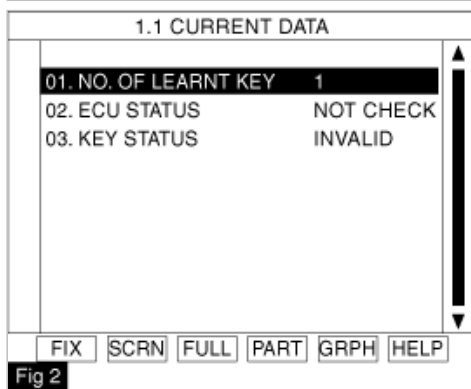 1.1 CURRENT DATA
01. NO. OF LEARNT KEY 1
02. ECU STATUS NOT CHECK
03. KEY STATUS INVALID
FIX SCRN FULL PART GRPH HELP
Fig 2